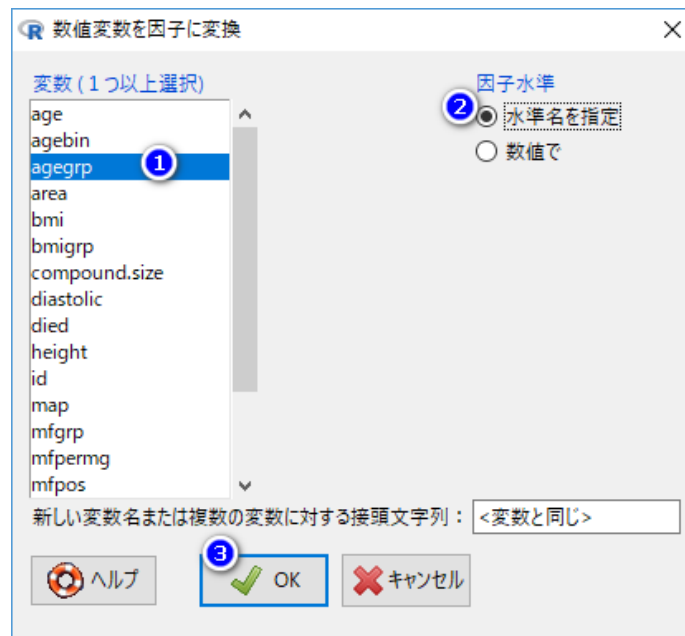 数値変数を因子に変換
変数 (１つ以上選択)
因子水準
age
agebin
agegrp
area
bmi
bmigrp
compound.size
diastolic
died
height
id
map
mfgrp
mfpermg
mfpos
1
2
水準名を指定
数値で
新しい変数名または複数の変数に対する接頭文字列： <変数と同じ>
3
ヘルプ OK キャンセル